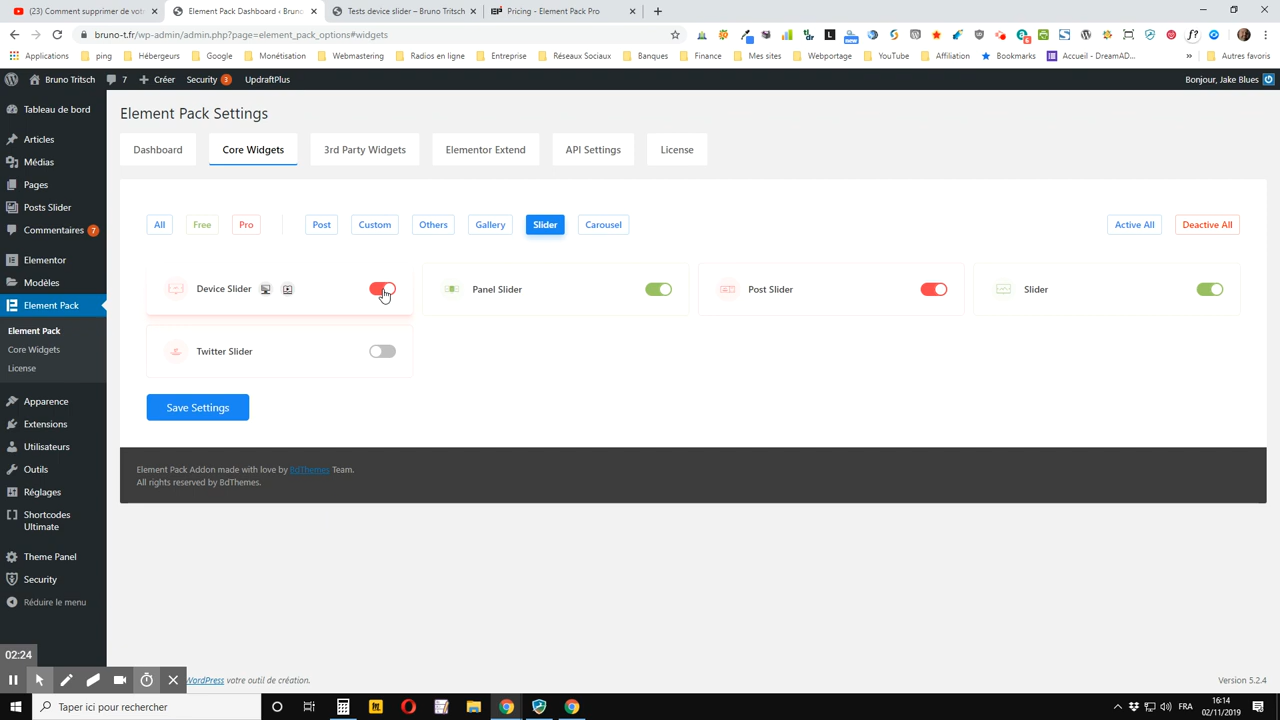 (23) Comment supprimer de vot
Element Pack Dashboard ‹ Bruno
Tests device slider – Bruno Tritsch
Pricing - Element Pack Pro
bruno-t.fr/wp-admin/admin.php?page=element_pack_options#widgets
Applications ping Hébergeurs Google Monétisation Webmastering Radios en ligne Entreprise Réseaux Sociaux Banques Finance Mes sites Webportage YouTube Affiliation Bookmarks Accueil - DreamAD... » Autres favoris
Bruno Tritsch 7 Créer Security 3 UpdraftPlus Bonjour, Jake Blues
Tableau de bord
Articles
Médias
Pages
Posts Slider
Commentaires 7
Elementor
Modèles
Element Pack
Element Pack
Core Widgets
License
Apparence
Extensions
Utilisateurs
Outils
Réglages
Shortcodes
Ultimate
Theme Panel
Security
Réduire le menu
Element Pack Settings
Dashboard Core Widgets 3rd Party Widgets Elementor Extend API Settings License
All Free Pro Post Custom Others Gallery Slider Carousel Active All Deactive All
Device Slider Panel Slider Post Slider Slider
Twitter Slider
Save Settings
Element Pack Addon made with love by BdThemes Team.
All rights reserved by BdThemes.
02:24
WordPress votre outil de création. Version 5.2.4
Taper ici pour rechercher
FRA
16:14
02/11/2019